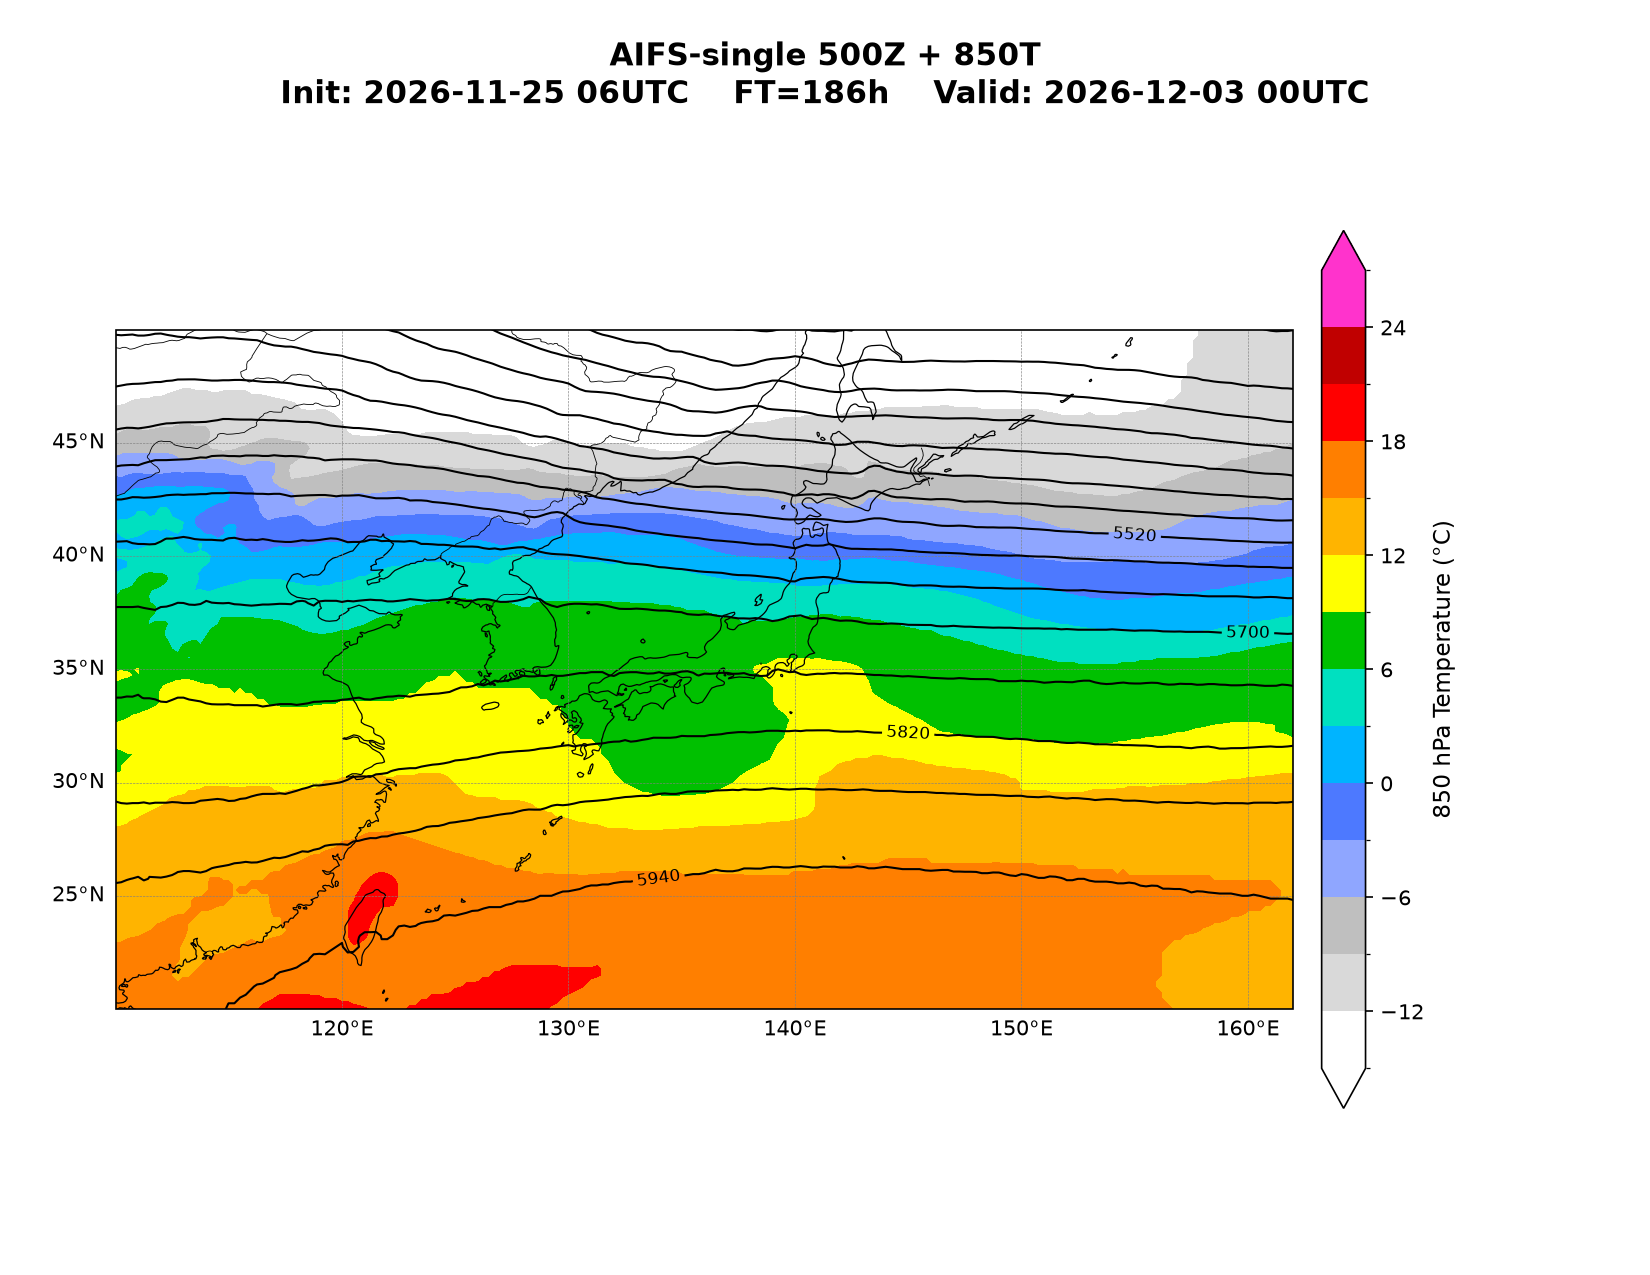 AIFS-single 500Z + 850T
Init: 2026-11-25 06UTC    FT=186h    Valid: 2026-12-03 00UTC
24
18
12
6
0
−6
−12
850 hPa Temperature (°C)
45°N
40°N
35°N
30°N
25°N
5520
5700
5820
5940
120°E
130°E
140°E
150°E
160°E